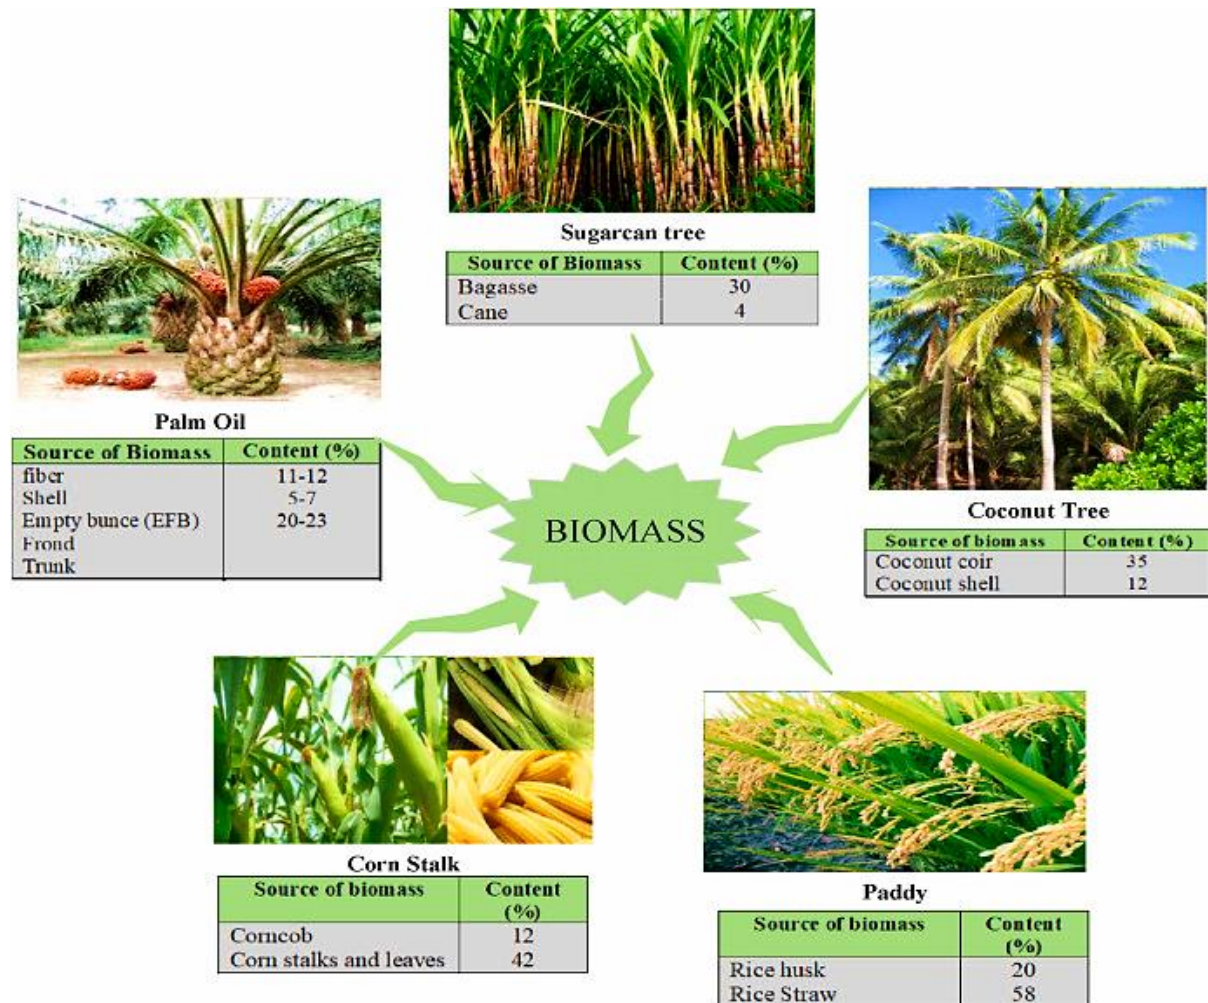 Sugarcan tree
Source of Biomass Content (%)
Bagasse 30
Cane 4
Palm Oil
Source of Biomass Content (%)
fiber 11-12
Shell 5-7
Empty bunce (EFB) 20-23
Frond
Trunk
BIOMASS
Coconut Tree
Source of biomass Content (%)
Coconut coir 35
Coconut shell 12
Corn Stalk
Source of biomass Content
(%)
Corncob 12
Corn stalks and leaves 42
Paddy
Source of biomass Content
(%)
Rice husk 20
Rice Straw 58